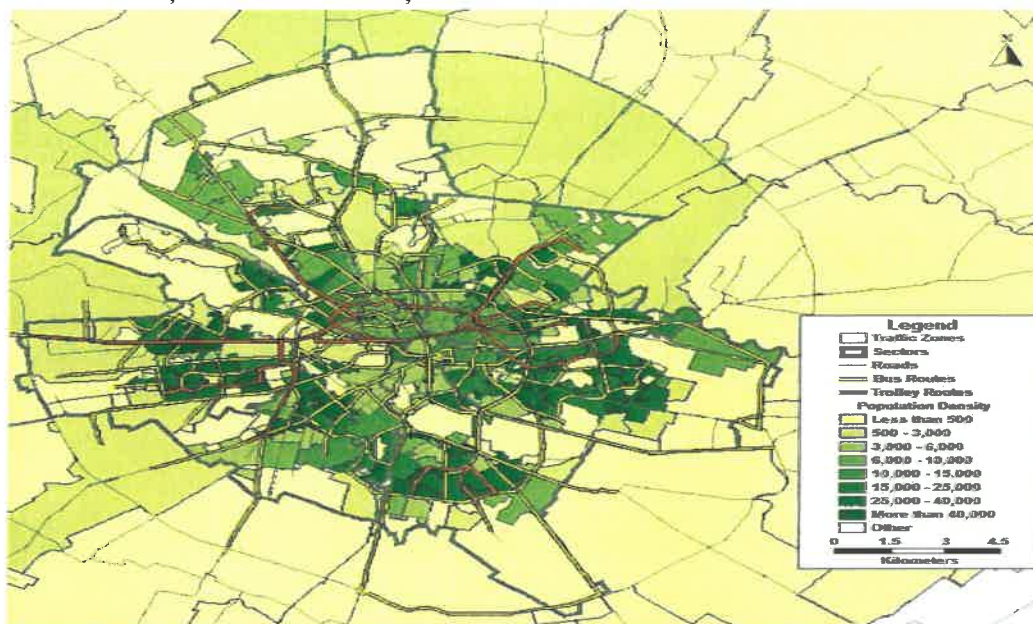 Legend
Traffic Zones
Sectors
Roads
Bus Routes
Trolley Routes
Population Density
Less than 500
500 - 3,000
3,000 - 6,000
6,000 - 10,000
10,000 - 15,000
15,000 - 25,000
25,000 - 40,000
More than 40,000
Other
0 1.5 3 4.5
Kilometers